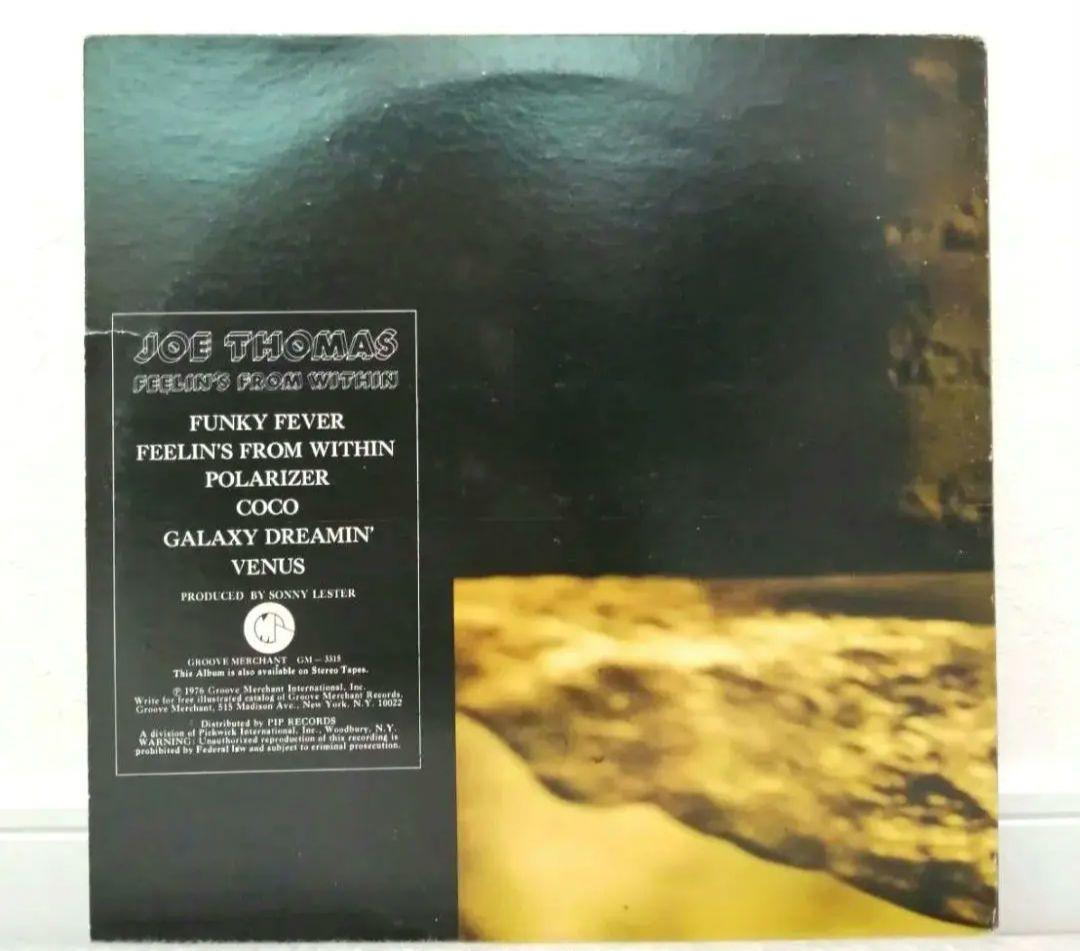 JOE THOMAS
FEELIN'S FROM WITHIN
FUNKY FEVER
FEELIN'S FROM WITHIN
POLARIZER
COCO
GALAXY DREAMIN'
VENUS
PRODUCED BY SONNY LESTER
GROOVE MERCHANT GM-3315
This Album is also available on Stereo Tapes.
℗ 1976 Groove Merchant International, Inc.
Write for free illustrated catalog of Groove Merchant Records,
Groove Merchant, 515 Madison Ave., New York, N.Y. 10022
Distributed by PIP RECORDS
A division of Pickwick International, Inc., Woodbury, N.Y.
WARNING: Unauthorized reproduction of this recording is
prohibited by Federal law and subject to criminal prosecution.